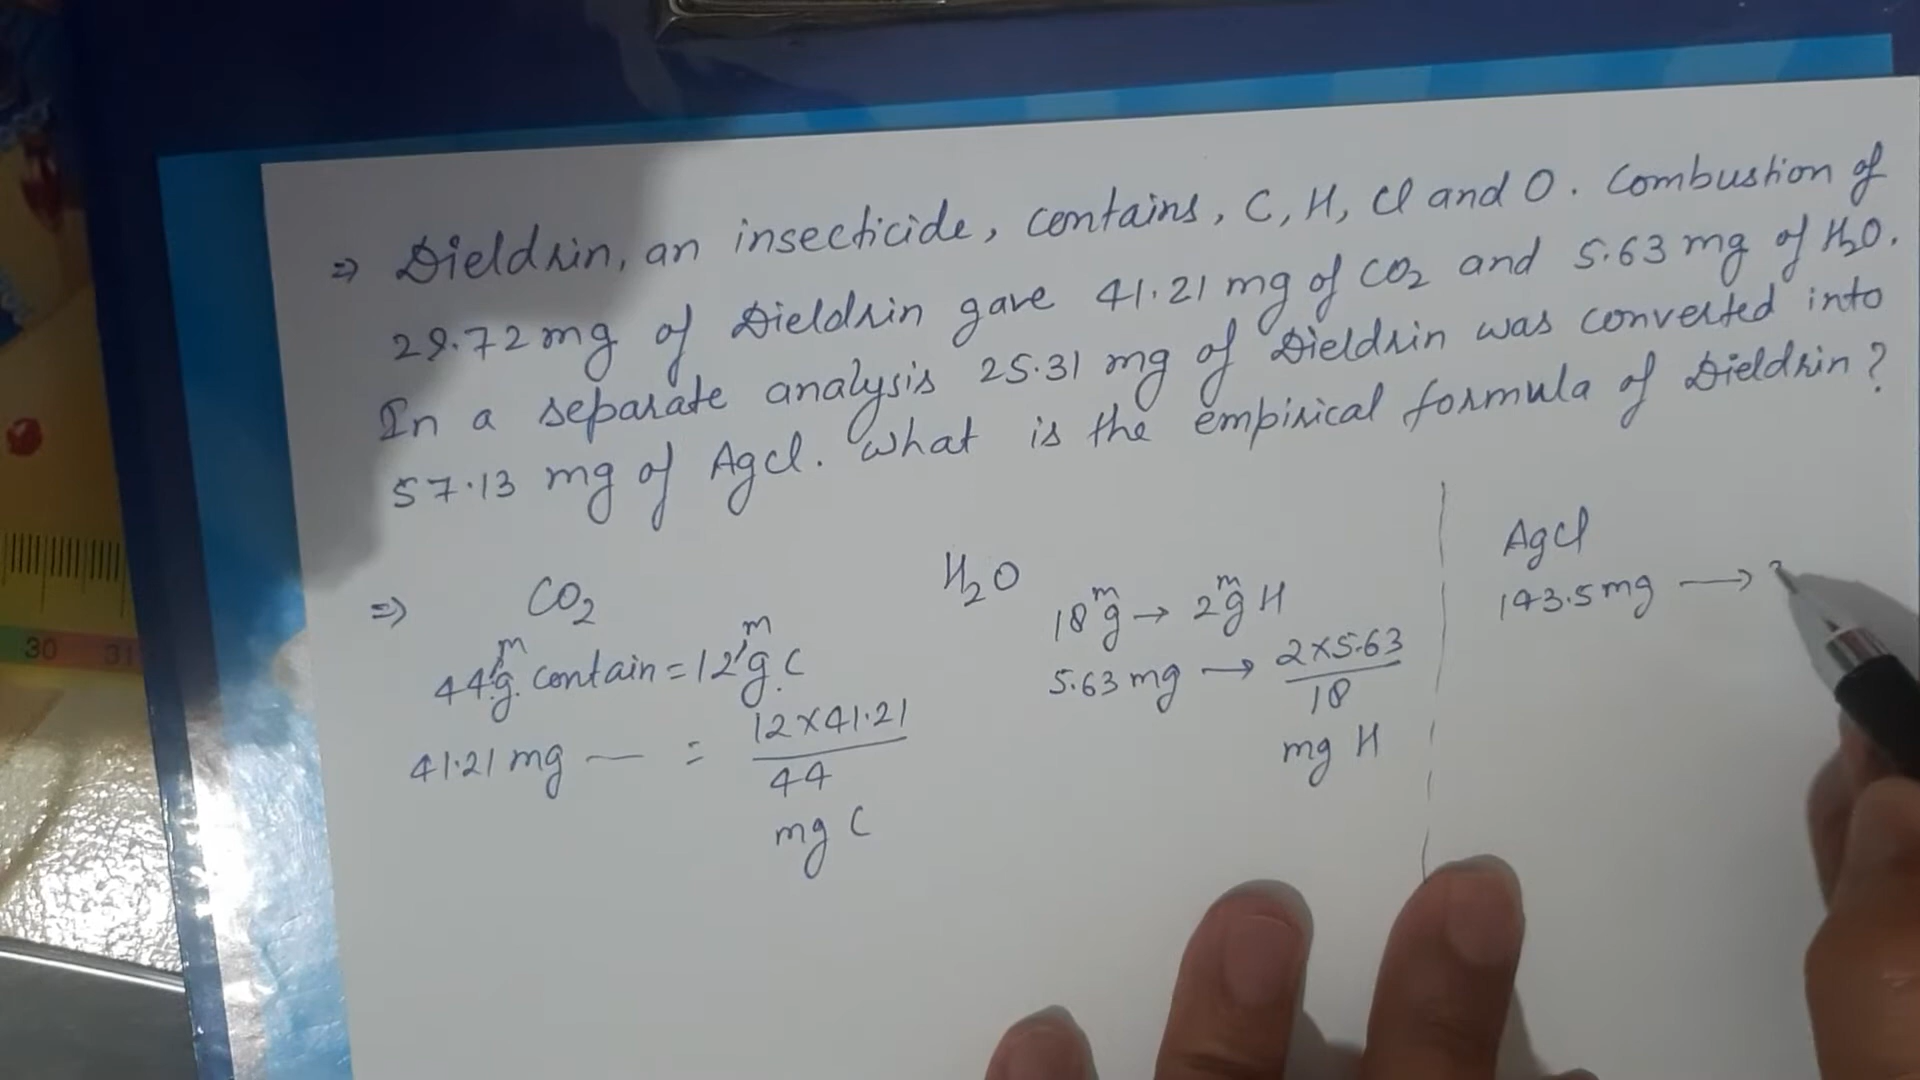 ⇒ Dieldrin, an insecticide, contains, C, H, Cl and O. Combustion of
29.72 mg of Dieldrin gave 41.21 mg of CO2 and 5.63 mg of H2O.
In a separate analysis 25.31 mg of Dieldrin was converted into
57.13 mg of AgCl. What is the empirical formula of Dieldrin?
⇒ CO2
44 mg. contain = 12 mg C
41.21 mg — = 12×41.21
44
mg C
H2O
18 mg → 2 mg H
5.63 mg → 2×5.63
18
mg H
AgCl
143.5 mg →
30 31